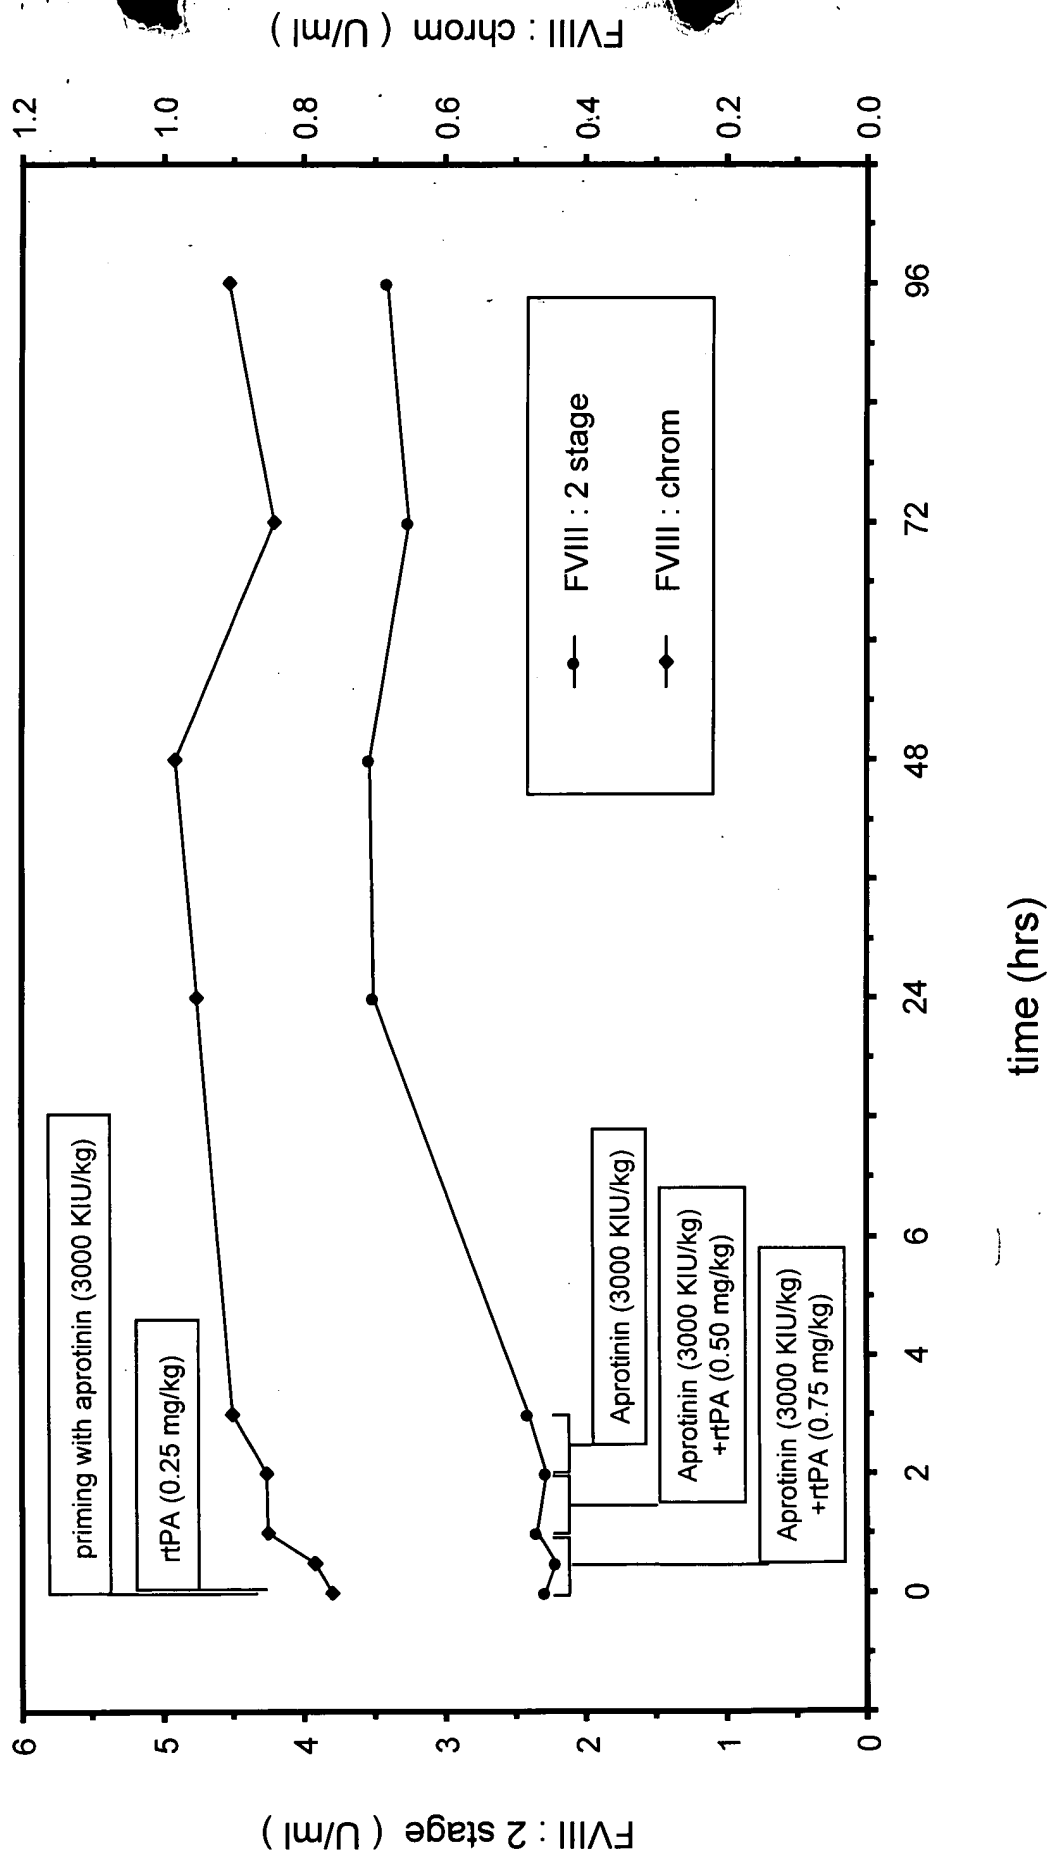 FVIII : 2 stage ( U/ml )
6
5
4
3
2
1
0
priming with aprotinin (3000 KIU/kg)
rtPA (0.25 mg/kg)
Aprotinin (3000 KIU/kg)
Aprotinin (3000 KIU/kg)
+rtPA (0.50 mg/kg)
Aprotinin (3000 KIU/kg)
+rtPA (0.75 mg/kg)
FVIII : 2 stage
FVIII : chrom
1.2
1.0
0.8
0.6
0.4
0.2
0.0
FVIII : chrom ( U/ml )
0 2 4 6 24 48 72 96
time (hrs)